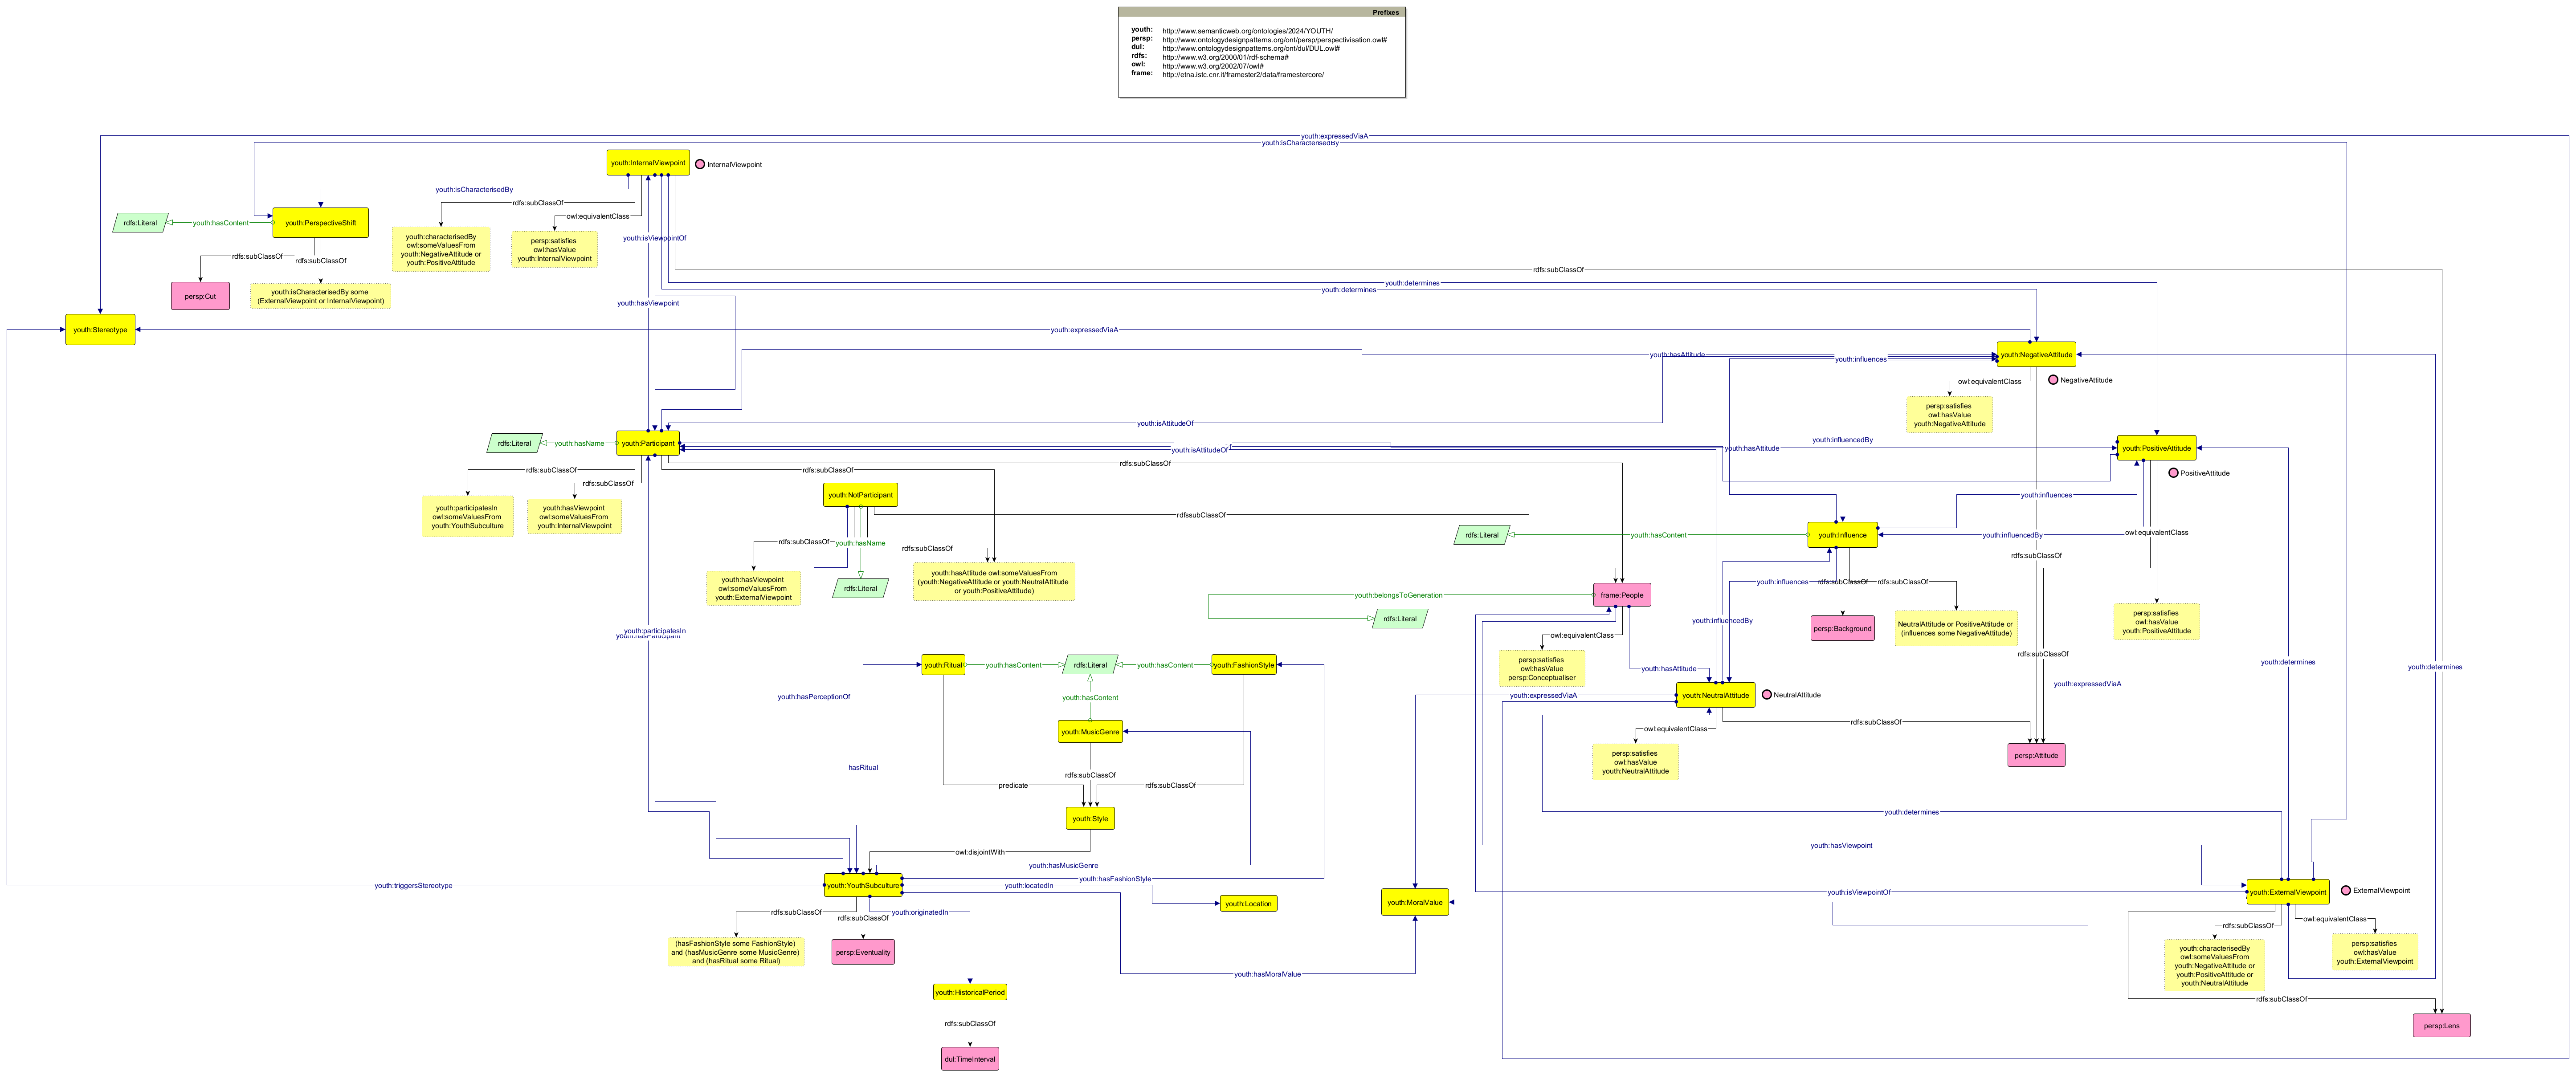 Prefixes
youth: http://www.semanticweb.org/ontologies/2024/YOUTH/
persp: http://www.ontologydesignpatterns.org/ont/persp/perspectivisation.owl#
dul: http://www.ontologydesignpatterns.org/ont/dul/DUL.owl#
rdfs: http://www.w3.org/2000/01/rdf-schema#
owl: http://www.w3.org/2002/07/owl#
frame: http://etna.istc.cnr.it/framester2/data/framestercore/
youth:expressedViaA
youth:isCharacterisedBy
youth:InternalViewpoint
InternalViewpoint
youth:isCharacterisedBy
rdfs:subClassOf
owl:equivalentClass
rdfs:Literal
youth:hasContent
youth:PerspectiveShift
youth:characterisedBy
owl:someValuesFrom
youth:NegativeAttitude or
youth:PositiveAttitude
persp:satisfies
owl:hasValue
youth:InternalViewpoint
youth:isViewpointOf
rdfs:subClassOf
rdfs:subClassOf
rdfs:subClassOf
persp:Cut
youth:isCharacterisedBy some
(ExternalViewpoint or InternalViewpoint)
youth:hasViewpoint
youth:determines
youth:determines
youth:Stereotype
youth:expressedViaA
youth:NegativeAttitude
youth:hasAttitude
youth:influences
owl:equivalentClass
NegativeAttitude
persp:satisfies
owl:hasValue
youth:NegativeAttitude
youth:isAttitudeOf
rdfs:Literal
youth:hasName
youth:Participant
youth:isAttitudeOf
youth:hasAttitude
youth:influencedBy
youth:PositiveAttitude
PositiveAttitude
rdfs:subClassOf
rdfs:subClassOf
rdfs:subClassOf
rdfs:subClassOf
youth:participatesIn
owl:someValuesFrom
youth:YouthSubculture
youth:hasViewpoint
owl:someValuesFrom
youth:InternalViewpoint
youth:NotParticipant
rdfssubClassOf
youth:influences
rdfs:Literal
youth:hasContent
youth:Influence
youth:influencedBy
owl:equivalentClass
rdfs:subClassOf
youth:hasName
rdfs:subClassOf
rdfs:subClassOf
youth:hasViewpoint
owl:someValuesFrom
youth:ExternalViewpoint
rdfs:Literal
youth:hasAttitude owl:someValuesFrom
(youth:NegativeAttitude or youth:NeutralAttitude
or youth:PositiveAttitude)
youth:influences
rdfs:subClassOf
rdfs:subClassOf
frame:People
youth:belongsToGeneration
rdfs:Literal
youth:influencedBy
persp:Background
NeutralAttitude or PositiveAttitude or
(influences some NegativeAttitude)
persp:satisfies
owl:hasValue
youth:PositiveAttitude
youth:participatesIn
youth:hasParticipant
owl:equivalentClass
persp:satisfies
owl:hasValue
persp:Conceptualiser
youth:hasAttitude
rdfs:subClassOf
youth:determines
youth:determines
youth:Ritual
youth:hasContent
rdfs:Literal
youth:hasContent
youth:FashionStyle
youth:hasPerceptionOf
youth:hasContent
youth:expressedViaA
youth:NeutralAttitude
NeutralAttitude
youth:expressedViaA
youth:MusicGenre
owl:equivalentClass
rdfs:subClassOf
persp:satisfies
owl:hasValue
youth:NeutralAttitude
persp:Attitude
hasRitual
rdfs:subClassOf
predicate
rdfs:subClassOf
youth:Style
youth:determines
owl:disjointWith
youth:hasViewpoint
youth:hasMusicGenre
youth:hasFashionStyle
youth:triggersStereotype
youth:YouthSubculture
youth:locatedIn
youth:Location
youth:MoralValue
youth:isViewpointOf
youth:ExternalViewpoint
ExternalViewpoint
rdfs:subClassOf
rdfs:subClassOf
youth:originatedIn
rdfs:subClassOf
owl:equivalentClass
(hasFashionStyle some FashionStyle)
and (hasMusicGenre some MusicGenre)
and (hasRitual some Ritual)
persp:Eventuality
youth:characterisedBy
owl:someValuesFrom
youth:NegativeAttitude or
youth:PositiveAttitude or
youth:NeutralAttitude
persp:satisfies
owl:hasValue
youth:ExternalViewpoint
youth:hasMoralValue
youth:HistoricalPeriod
rdfs:subClassOf
rdfs:subClassOf
persp:Lens
dul:TimeInterval